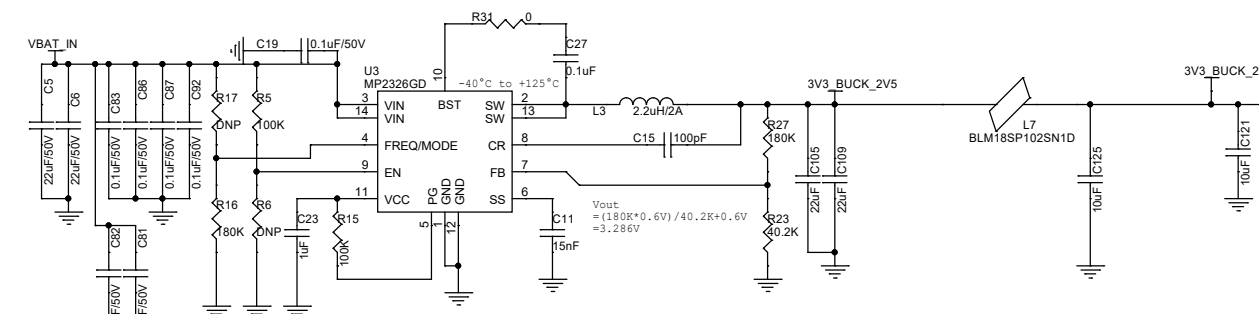 R31 0
VBAT_IN
C19 0.1uF/50V
C27
0.1uF
U3
MP2326GD
-40°C to +125°C
10
BST
C5
22uF/50V
C6
22uF/50V
C83
0.1uF/50V
C86
0.1uF/50V
C87
0.1uF/50V
C92
0.1uF/50V
R17
DNP
R5
100K
3 VIN
14 VIN
4 FREQ/MODE
9 EN
11 VCC
SW 2
SW 13
CR 8
FB 7
SS 6
PG 5
GND 1
GND 12
L3 2.2uH/2A
C15 100pF
R27
180K
3V3_BUCK_2V5
C105
22uF
C109
22uF
L7
BLM18SP102SN1D
C125
10uF
3V3_BUCK_2
C121
10uF
R16
180K
R6
DNP
C23
1uF
R15
100K
C11
15nF
Vout
=(180K*0.6V)/40.2K+0.6V
=3.286V
R23
40.2K
C82
F/50V
C81
F/50V